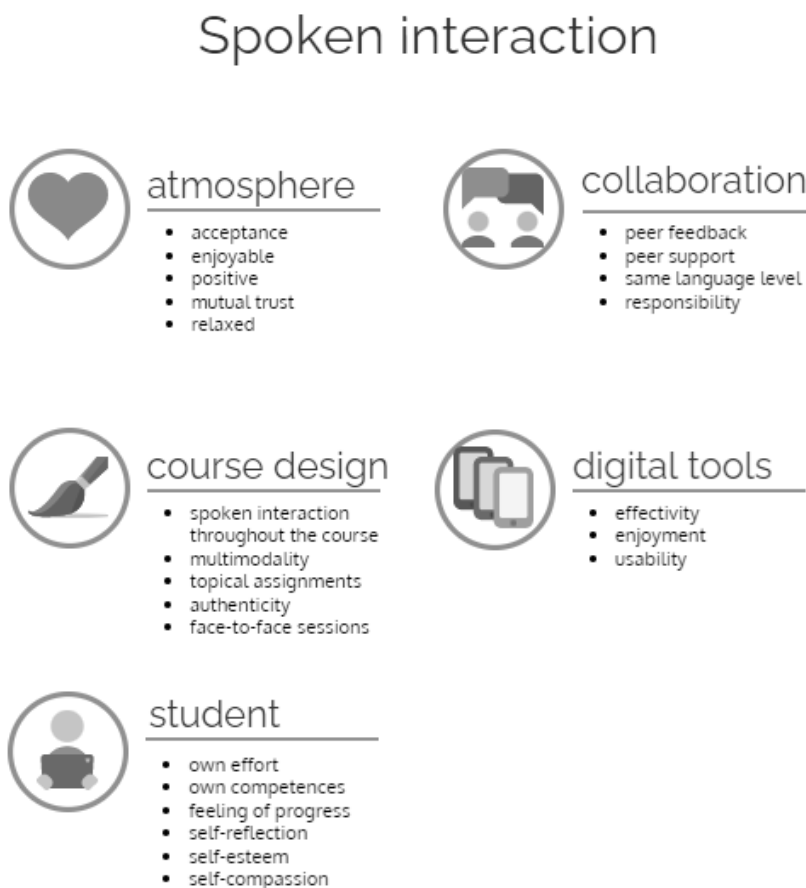 Spoken interaction
atmosphere
acceptance
enjoyable
positive
mutual trust
relaxed
collaboration
peer feedback
peer support
same language level
responsibility
course design
spoken interaction
throughout the course
multimodality
topical assignments
authenticity
face-to-face sessions
digital tools
effectivity
enjoyment
usability
student
own effort
own competences
feeling of progress
self-reflection
self-esteem
self-compassion